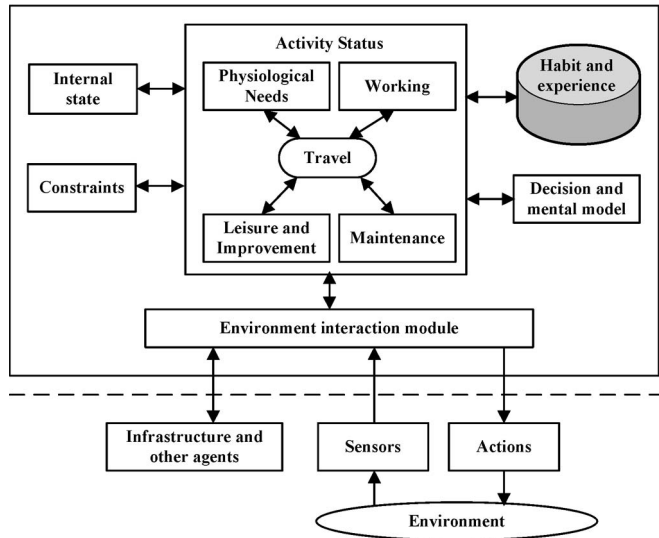 Activity Status
Internal
state
Physiological
Needs
Working
Habit and
experience
Travel
Constraints
Decision and
mental model
Leisure and
Improvement
Maintenance
Environment interaction module
Infrastructure and
other agents
Sensors
Actions
Environment